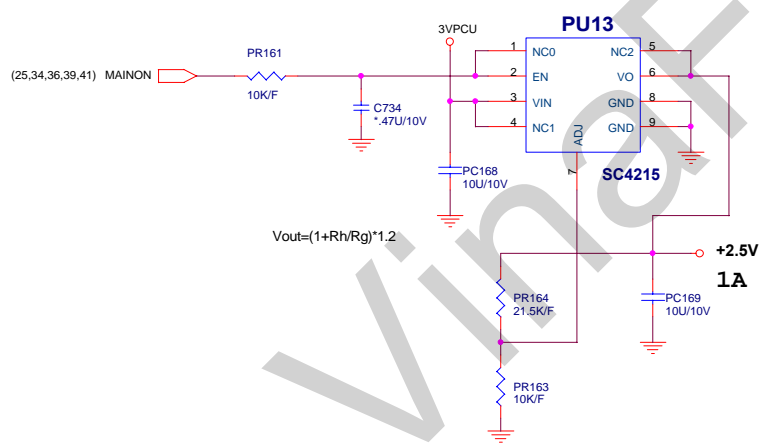 PU13
3VPCU
PR161
1 NC0 NC2 5
(25,34,36,39,41) MAINON
2 EN VO 6
10K/F
C734
*.47U/10V
3 VIN GND 8
4 NC1 GND 9
ADJ
7
SC4215
PC168
10U/10V
Vout=(1+Rh/Rg)*1.2
+2.5V
1A
PR164
21.5K/F
PC169
10U/10V
PR163
10K/F
VinaF